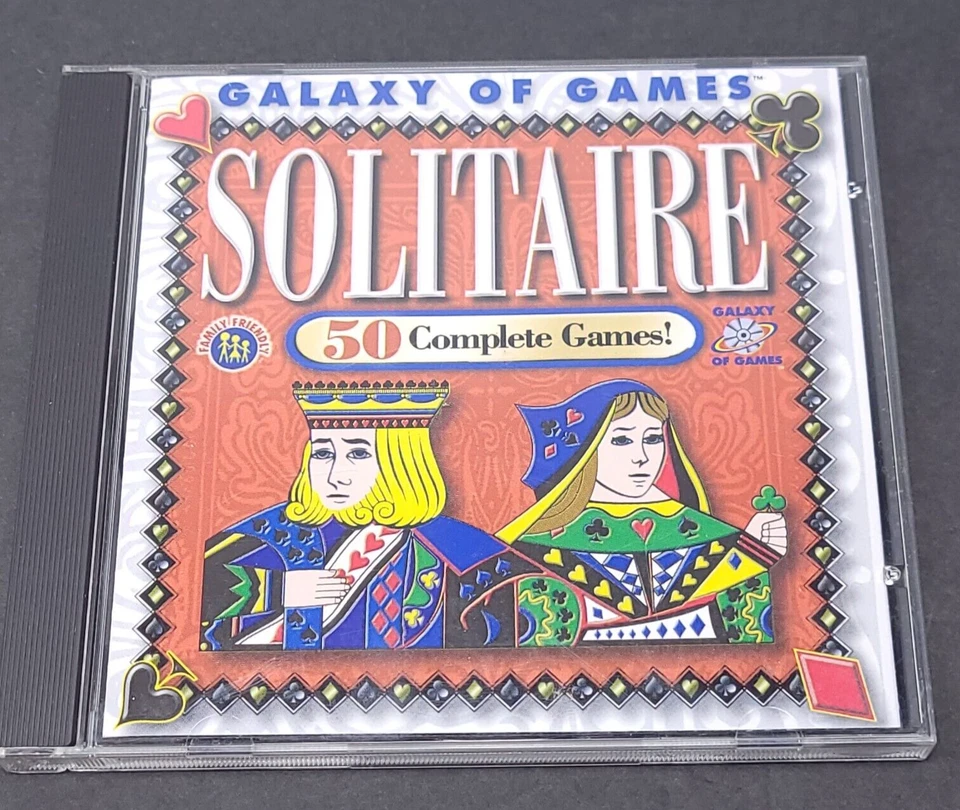 GALAXY OF GAMES™
SOLITAIRE
FAMILY FRIENDLY
50 Complete Games!
GALAXY
OF GAMES